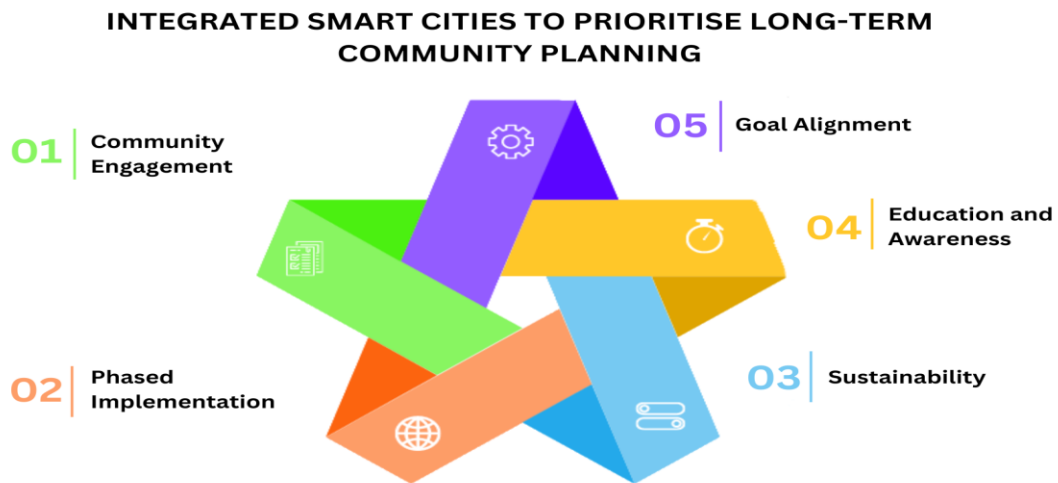 INTEGRATED SMART CITIES TO PRIORITISE LONG-TERM
COMMUNITY PLANNING
01
Community
Engagement
02
Phased
Implementation
03
Sustainability
04
Education and
Awareness
05
Goal Alignment